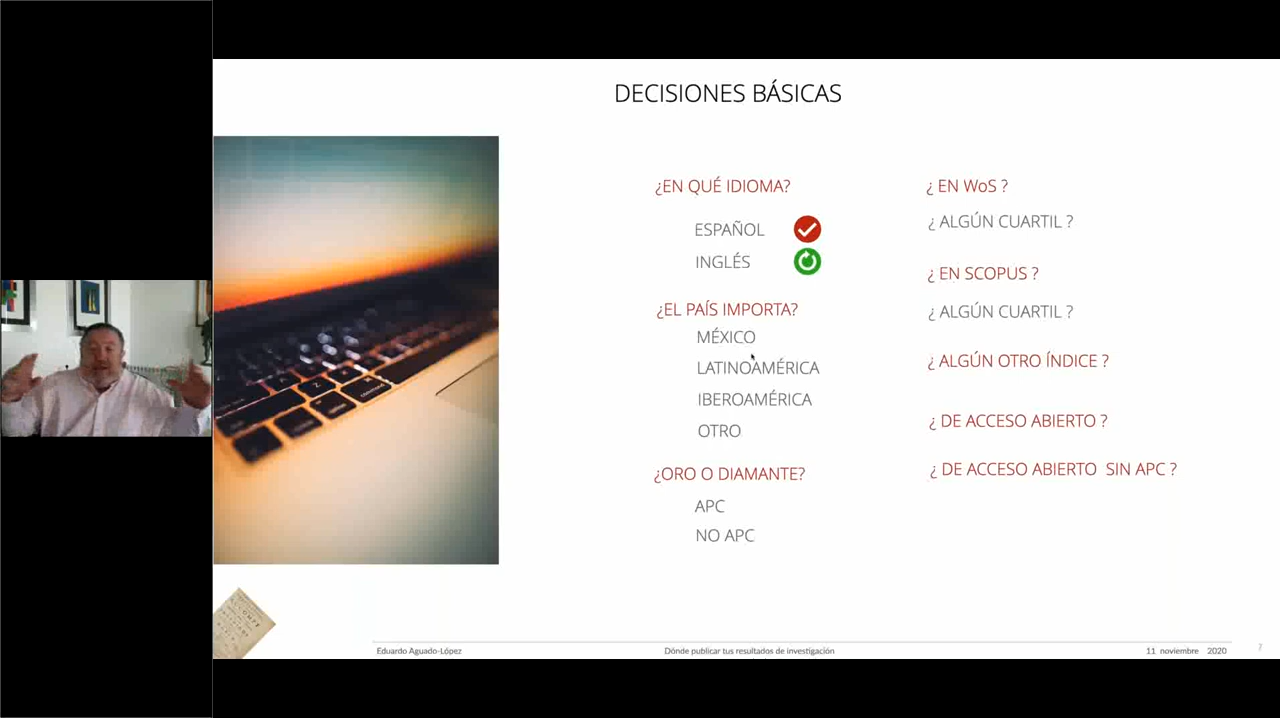 DECISIONES BÁSICAS
¿EN QUÉ IDIOMA?
ESPAÑOL
INGLÉS
¿EL PAÍS IMPORTA?
MÉXICO
LATINOAMÉRICA
IBEROAMÉRICA
OTRO
¿ORO O DIAMANTE?
APC
NO APC
¿ EN WoS ?
¿ ALGÚN CUARTIL ?
¿ EN SCOPUS ?
¿ ALGÚN CUARTIL ?
¿ ALGÚN OTRO ÍNDICE ?
¿ DE ACCESO ABIERTO ?
¿ DE ACCESO ABIERTO SIN APC ?
Eduardo Aguado-López
Dónde publicar tus resultados de investigación
11 noviembre 2020
7